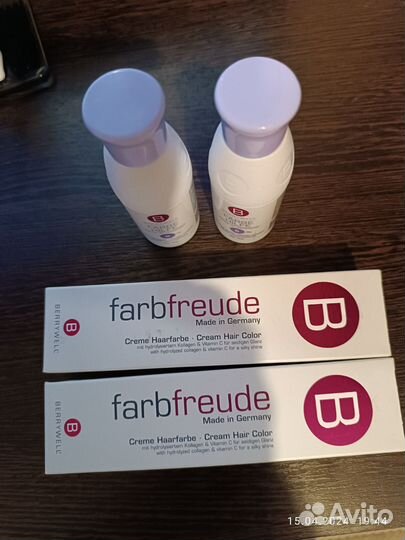 B
B
BERRYWELL
B
farbfreude
Made in Germany
Creme Haarfarbe · Cream Hair Color
mit hydrolysiertem Kollagen & Vitamin C für seidigen Glanz
with hydrolyzed collagen & vitamin C for a silky shine
B
BERRYWELL
B
farbfreude
Made in Germany
Creme Haarfarbe · Cream Hair Color
mit hydrolysiertem Kollagen & Vitamin C für seidigen Glanz
with hydrolyzed collagen & vitamin C for a silky shine
B
15.04.2024 19:44
Avito